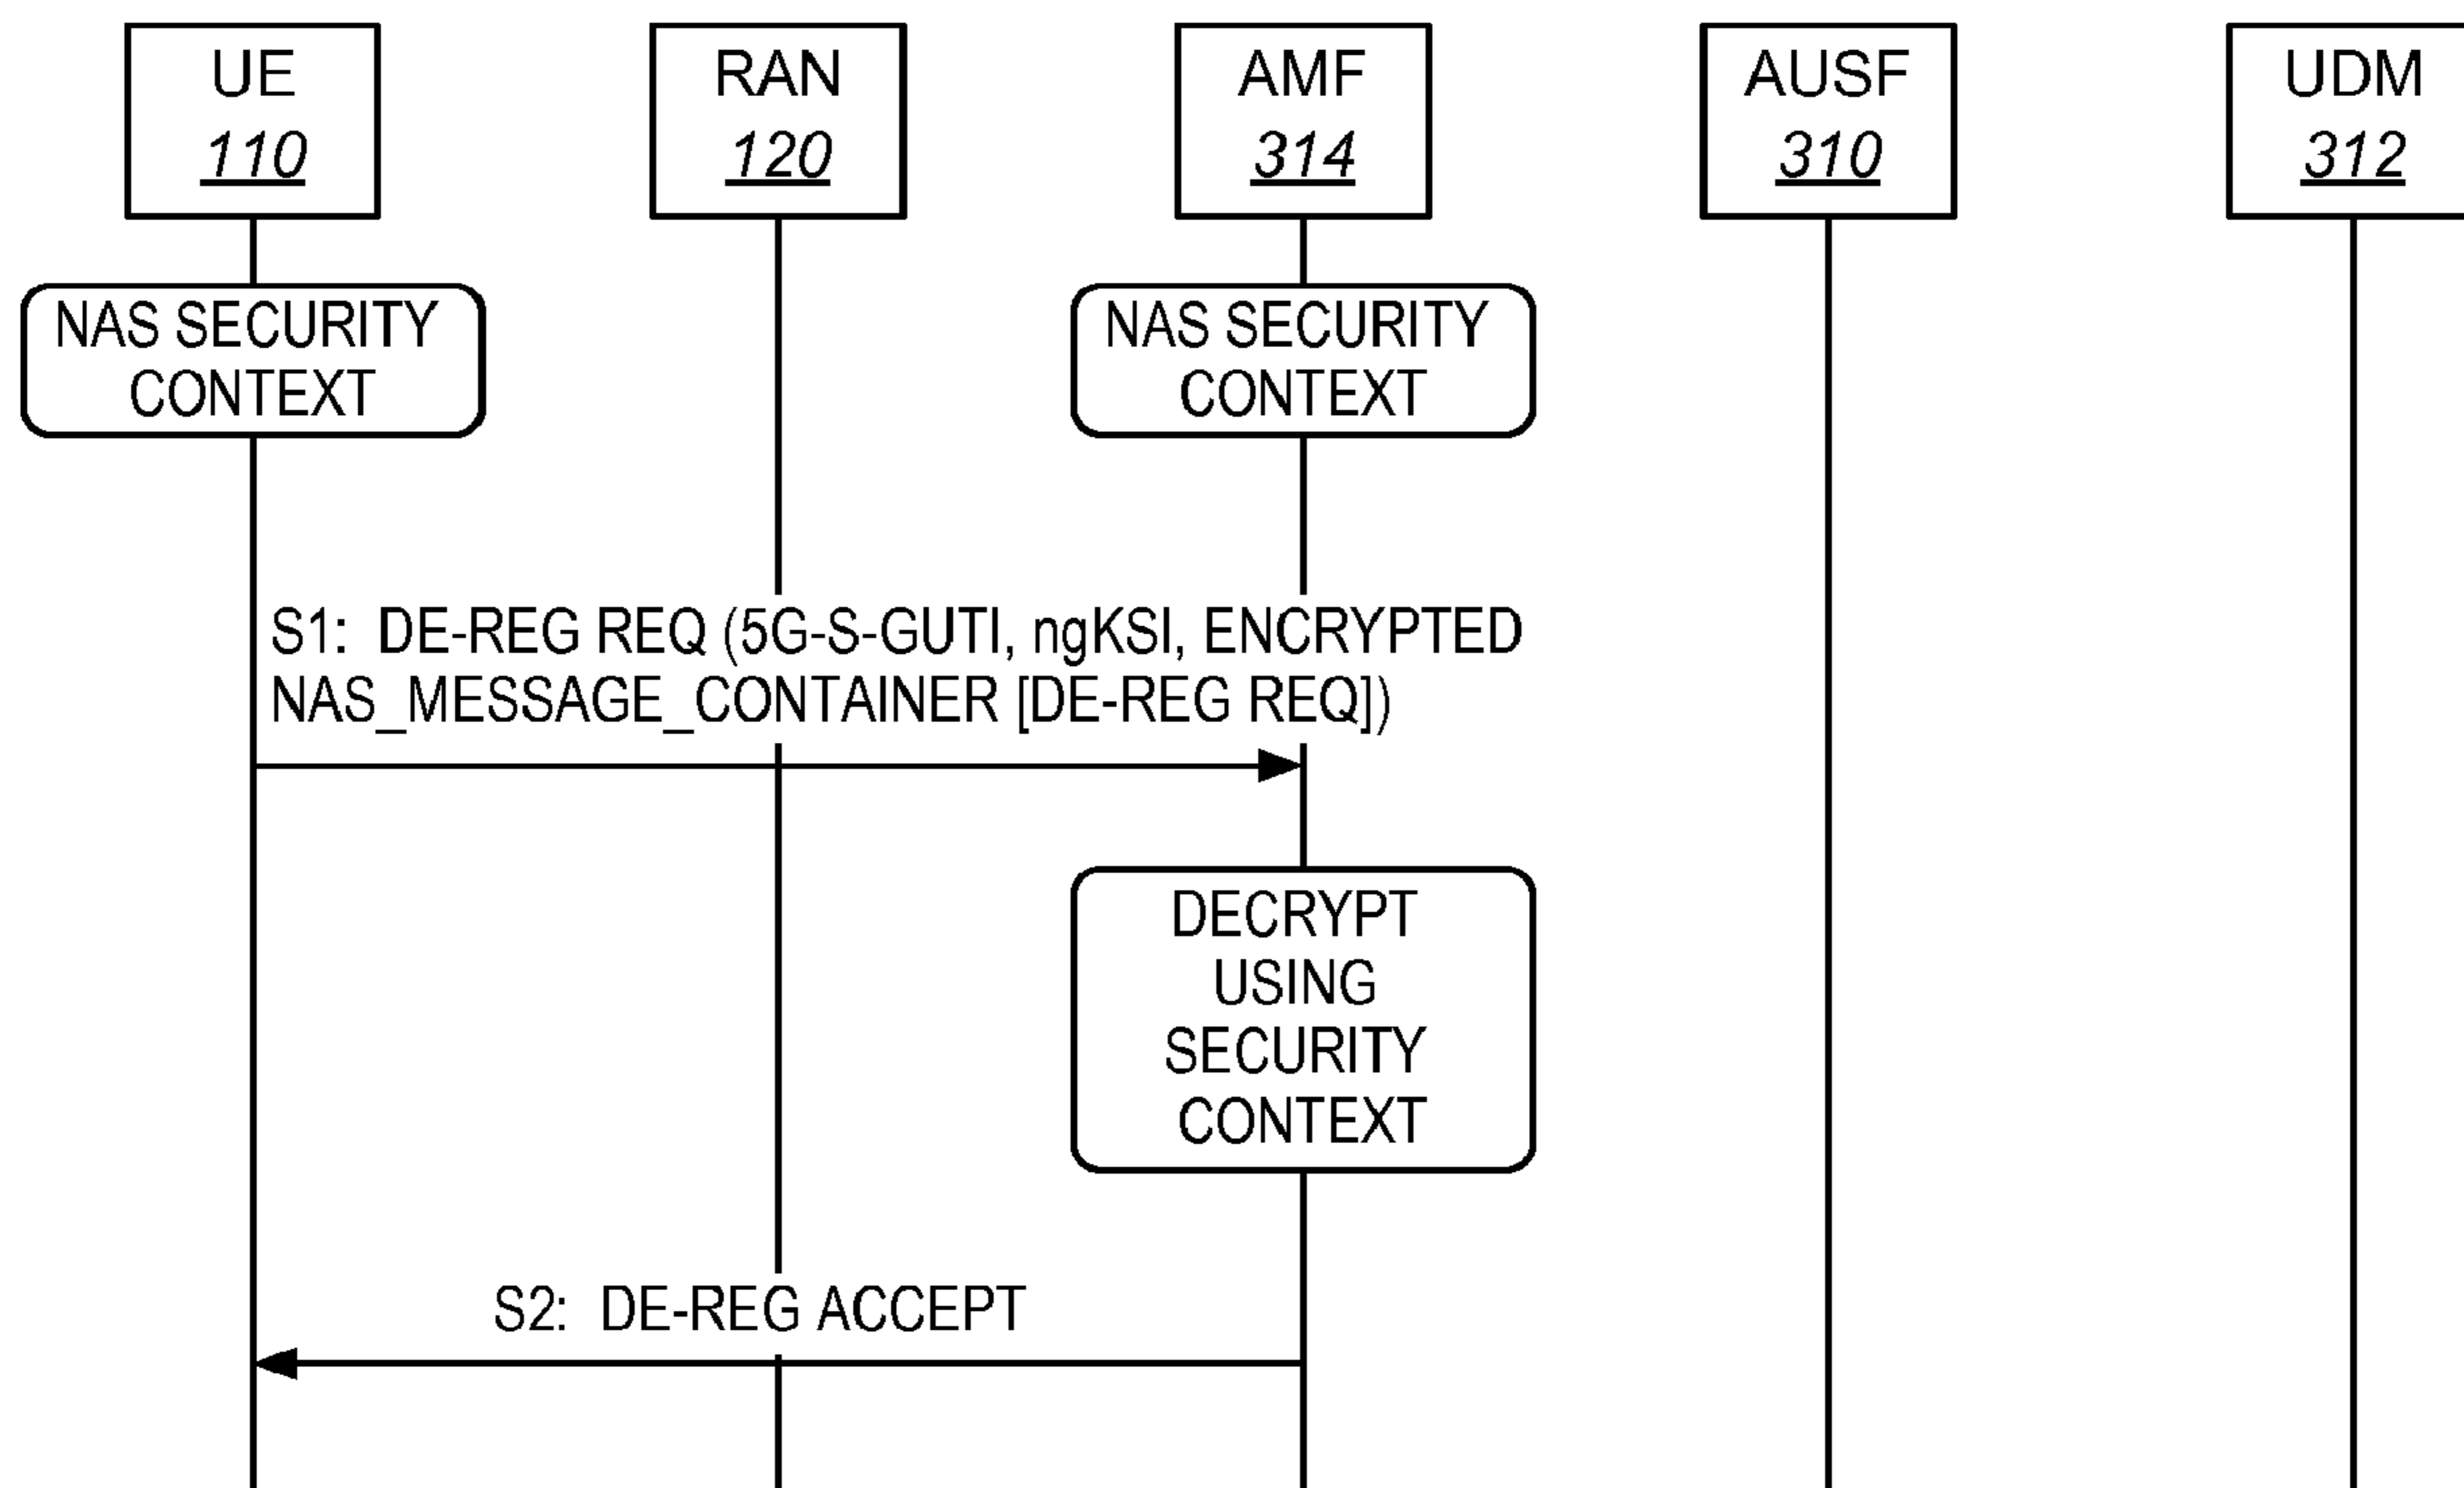 UE
110
RAN
120
AMF
314
AUSF
310
UDM
312
NAS SECURITY
CONTEXT
NAS SECURITY
CONTEXT
S1: DE-REG REQ (5G-S-GUTI, ngKSI, ENCRYPTED
NAS_MESSAGE_CONTAINER [DE-REG REQ])
DECRYPT
USING
SECURITY
CONTEXT
S2: DE-REG ACCEPT